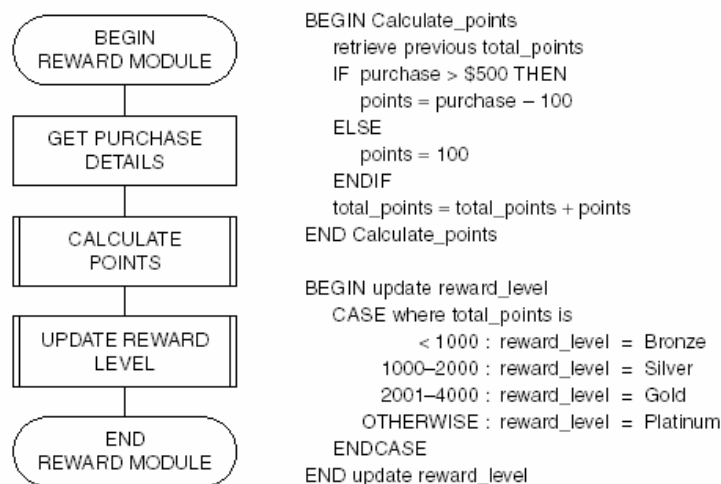 BEGIN
REWARD MODULE
GET PURCHASE
DETAILS
CALCULATE
POINTS
UPDATE REWARD
LEVEL
END
REWARD MODULE
BEGIN Calculate_points
retrieve previous total_points
IF purchase > $500 THEN
points = purchase – 100
ELSE
points = 100
ENDIF
total_points = total_points + points
END Calculate_points
BEGIN update reward_level
CASE where total_points is
< 1000 : reward_level = Bronze
1000–2000 : reward_level = Silver
2001–4000 : reward_level = Gold
OTHERWISE : reward_level = Platinum
ENDCASE
END update reward_level